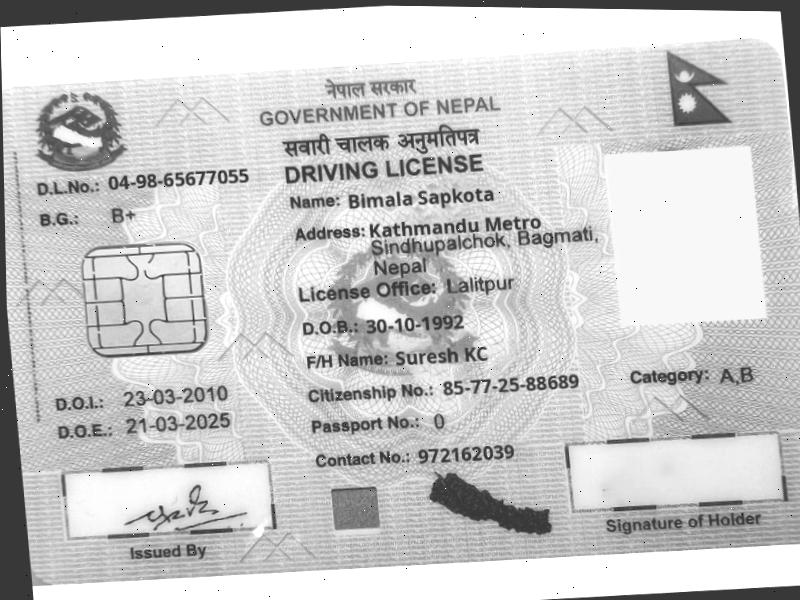 नेपाल सरकार
GOVERNMENT OF NEPAL
सवारी चालक अनुमतिपत्र
DRIVING LICENSE
D.L.No.: 04-98-65677055
B.G.: B+
Name: Bimala Sapkota
Address: Kathmandu Metro
Sindhupalchok, Bagmati,
Nepal
License Office: Lalitpur
D.O.B.: 30-10-1992
F/H Name: Suresh KC
Citizenship No.: 85-77-25-88689
Category: A,B
D.O.I.: 23-03-2010
D.O.E.: 21-03-2025
Passport No.: 0
Contact No.: 972162039
Issued By
Signature of Holder